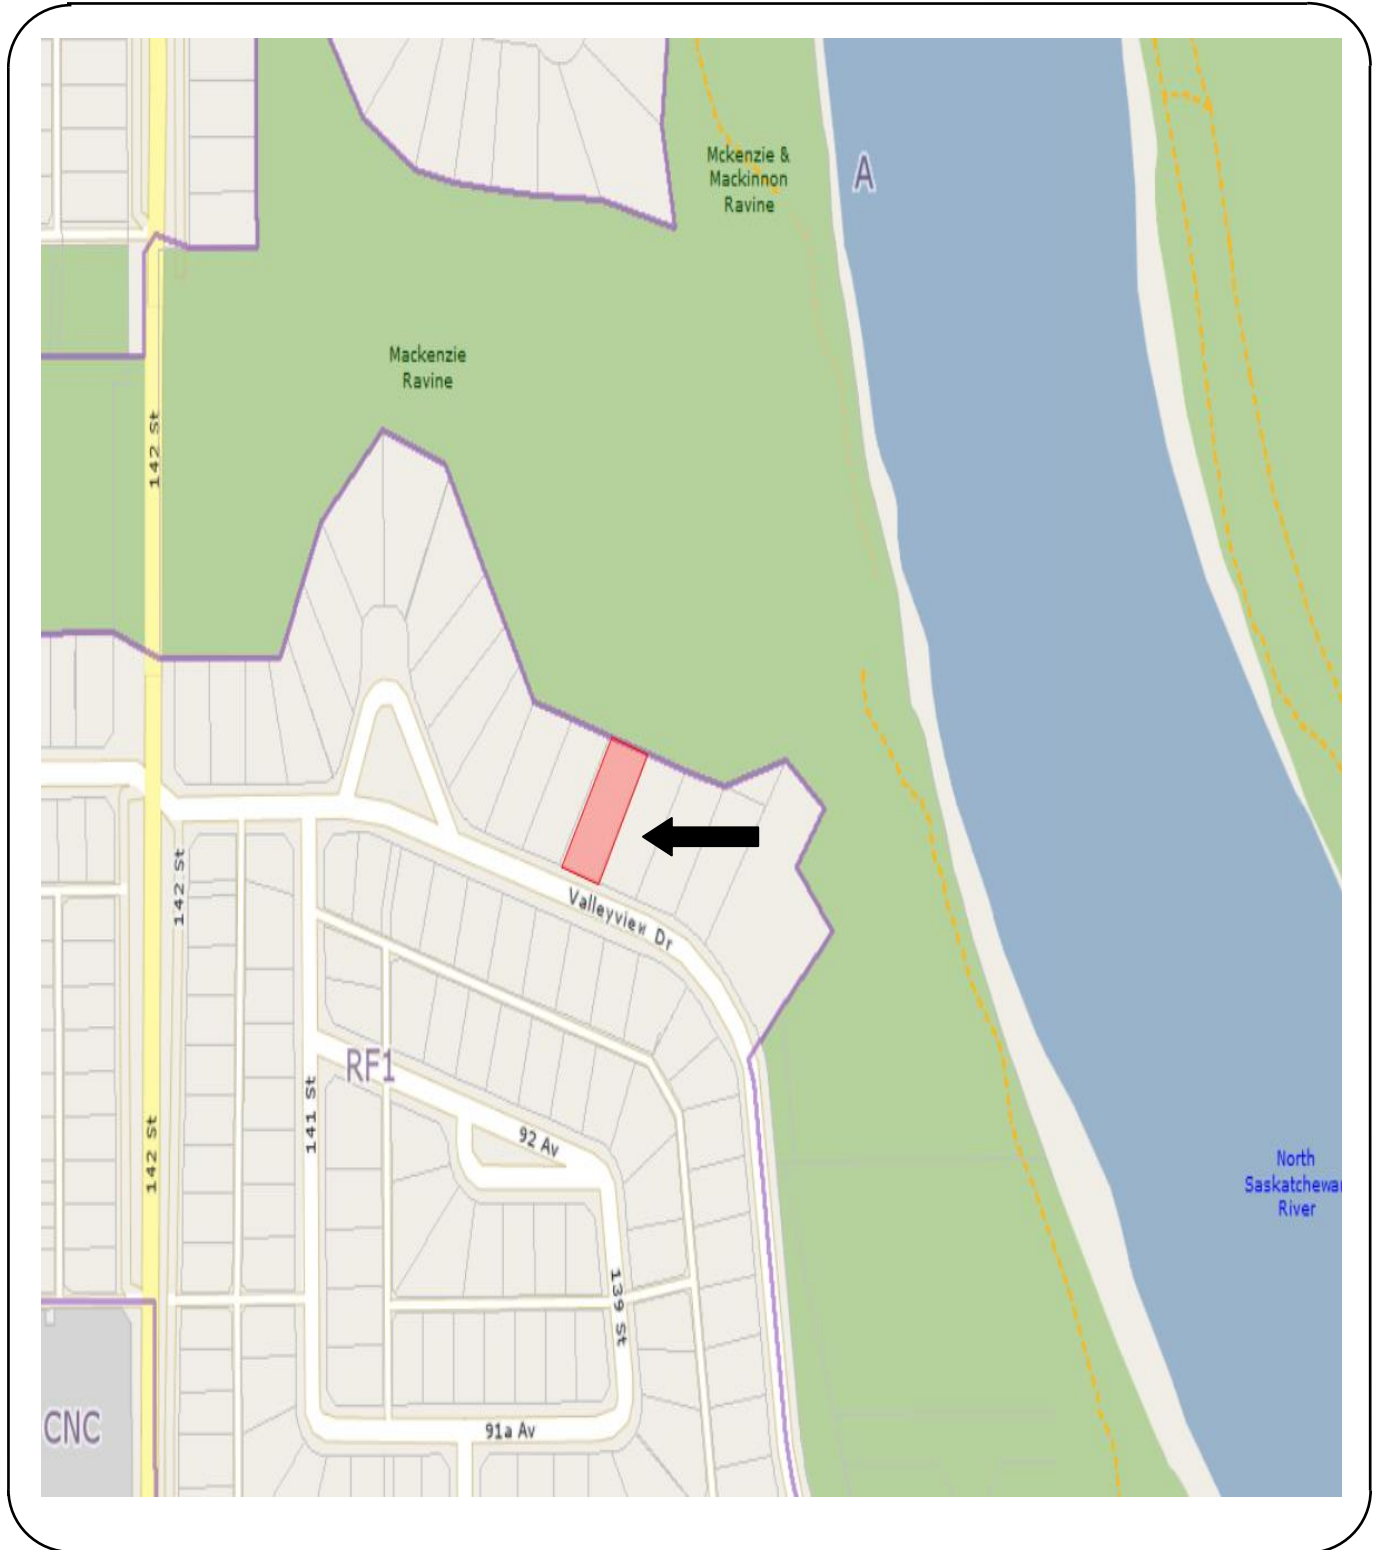 Mckenzie &
Mackinnon
Ravine
A
Mackenzie
Ravine
142 St
142 St
Valleyview Dr
RF1
141 St
142 St
92 Av
North
Saskatchewan
River
139 St
CNC
91a Av